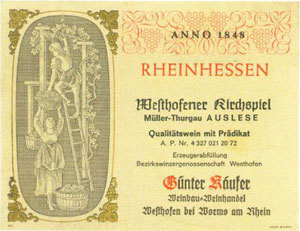 ANNO 1848
RHEINHESSEN
Westhofener Kirchspiel
Müller-Thurgau AUSLESE
Qualitätswein mit Prädikat
A. P. Nr. 4 327 021 20 72
Erzeugerabfüllung
Bezirkswinzergenossenschaft Westhofen
Günter Käufer
Weinbau-Weinhandel
Westhofen bei Worms am Rhein